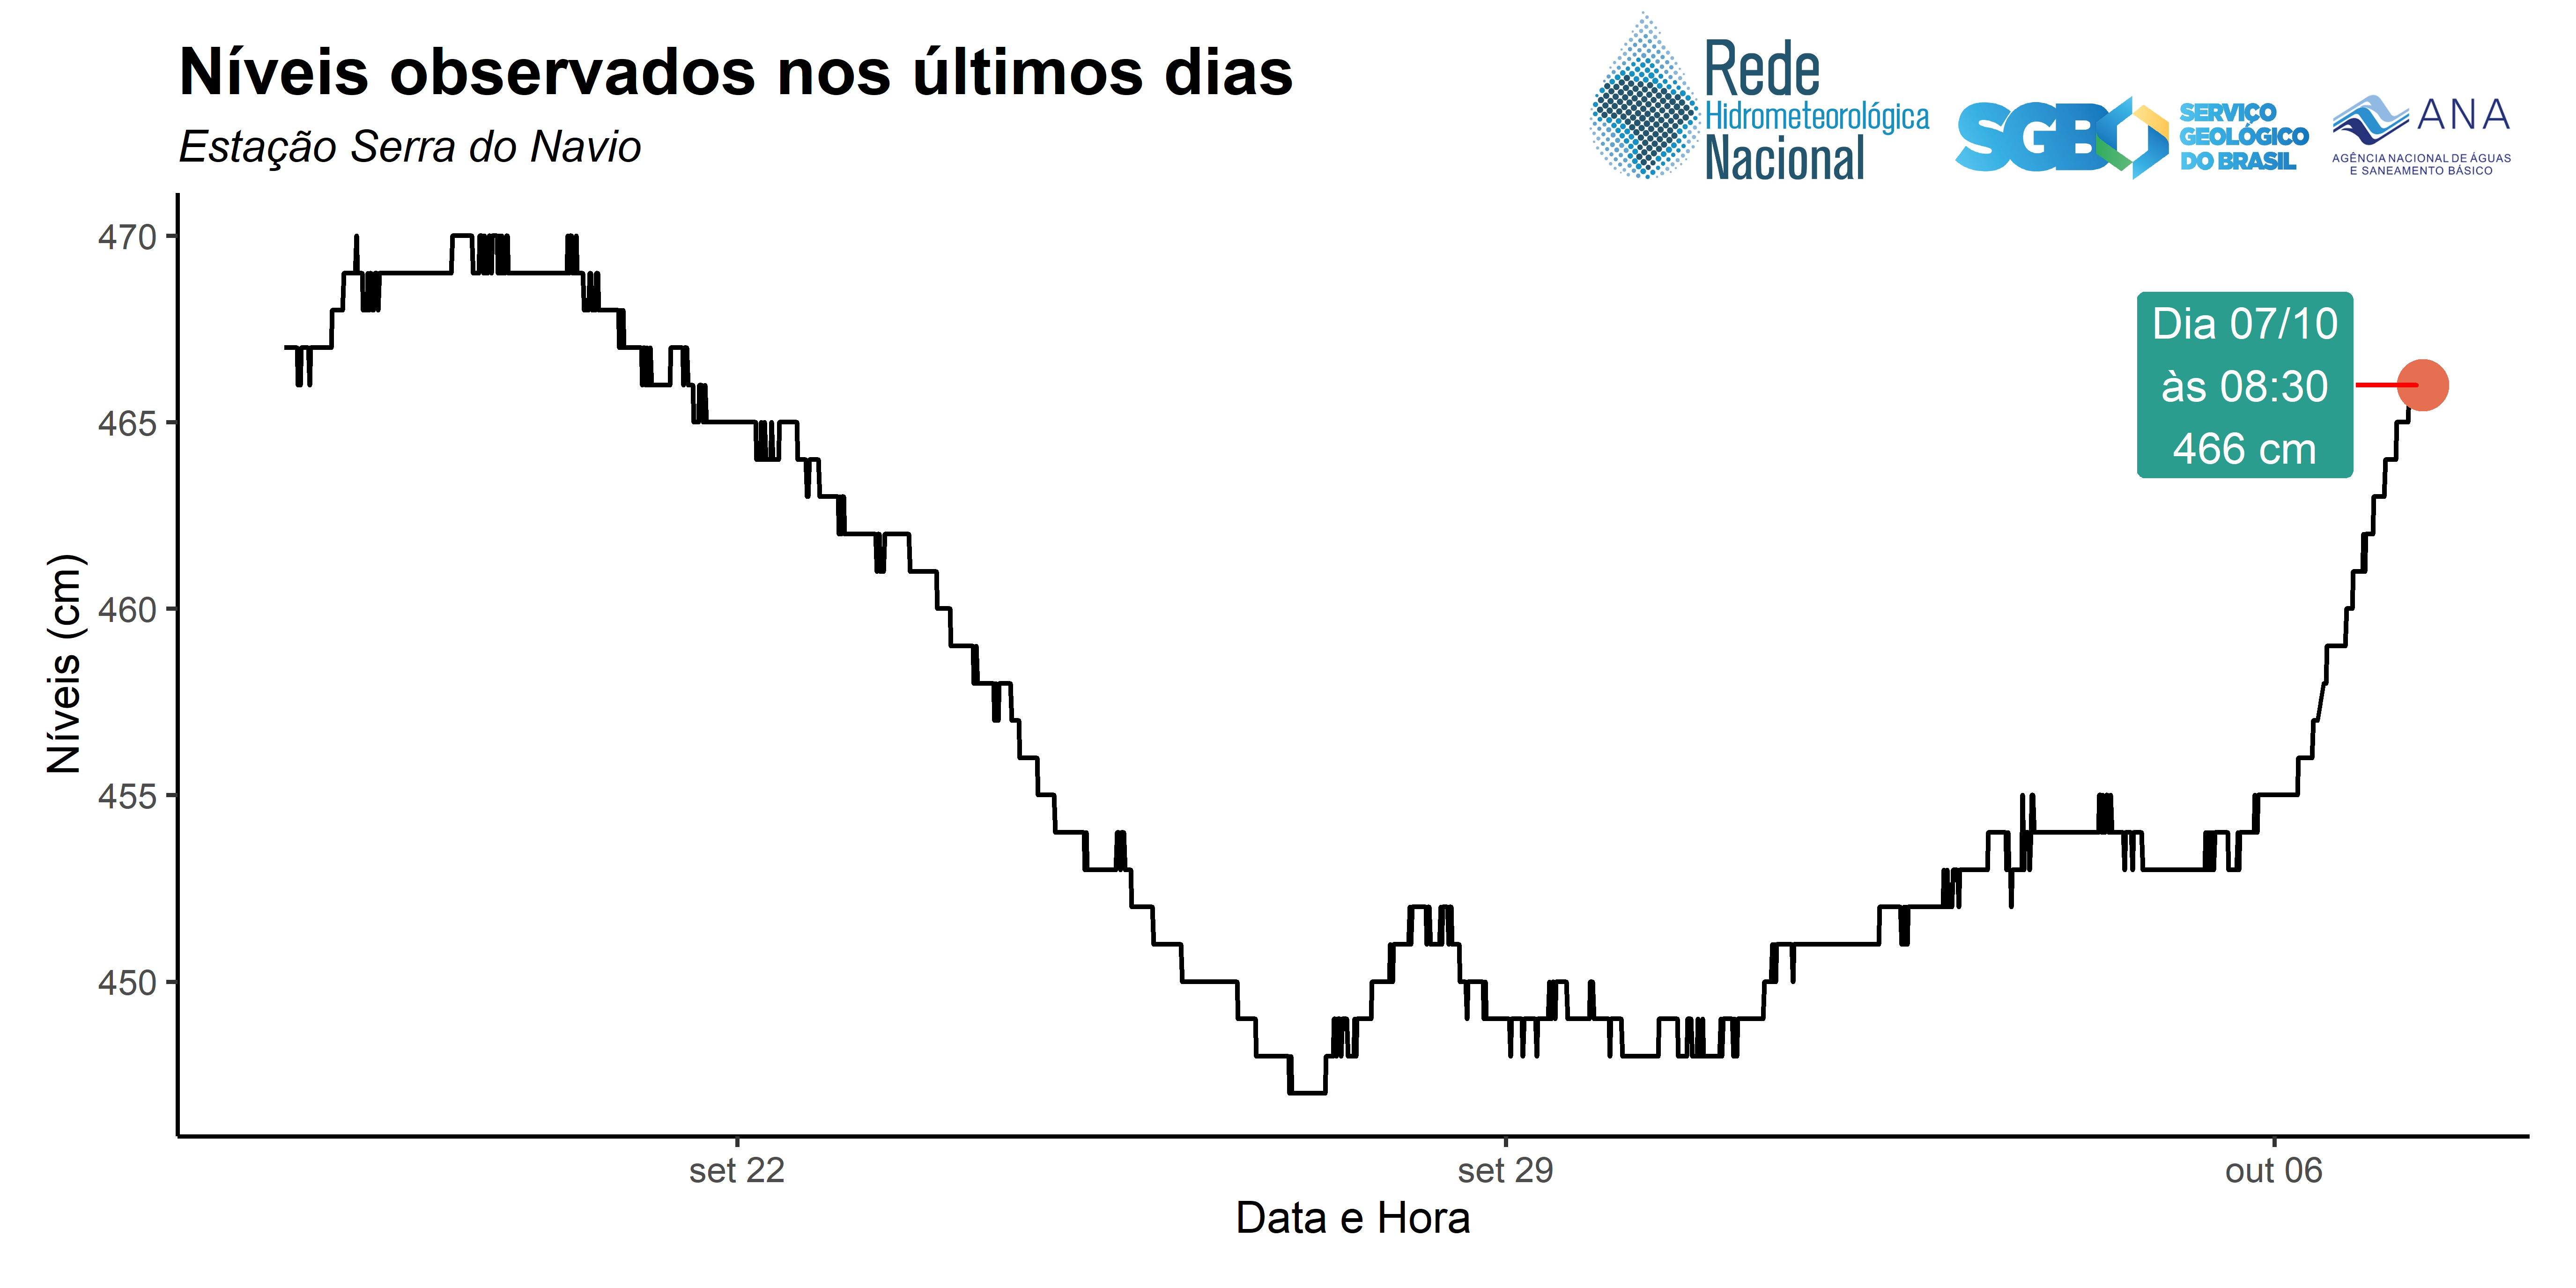 Níveis observados nos últimos dias
Estação Serra do Navio
Rede
Hidrometeorológica
Nacional
SGB
SERVIÇO
GEOLÓGICO
DO BRASIL
ANA
AGÊNCIA NACIONAL DE ÁGUAS
E SANEAMENTO BÁSICO
470
465
460
455
450
Níveis (cm)
Dia 07/10
às 08:30
466 cm
set 22
set 29
out 06
Data e Hora